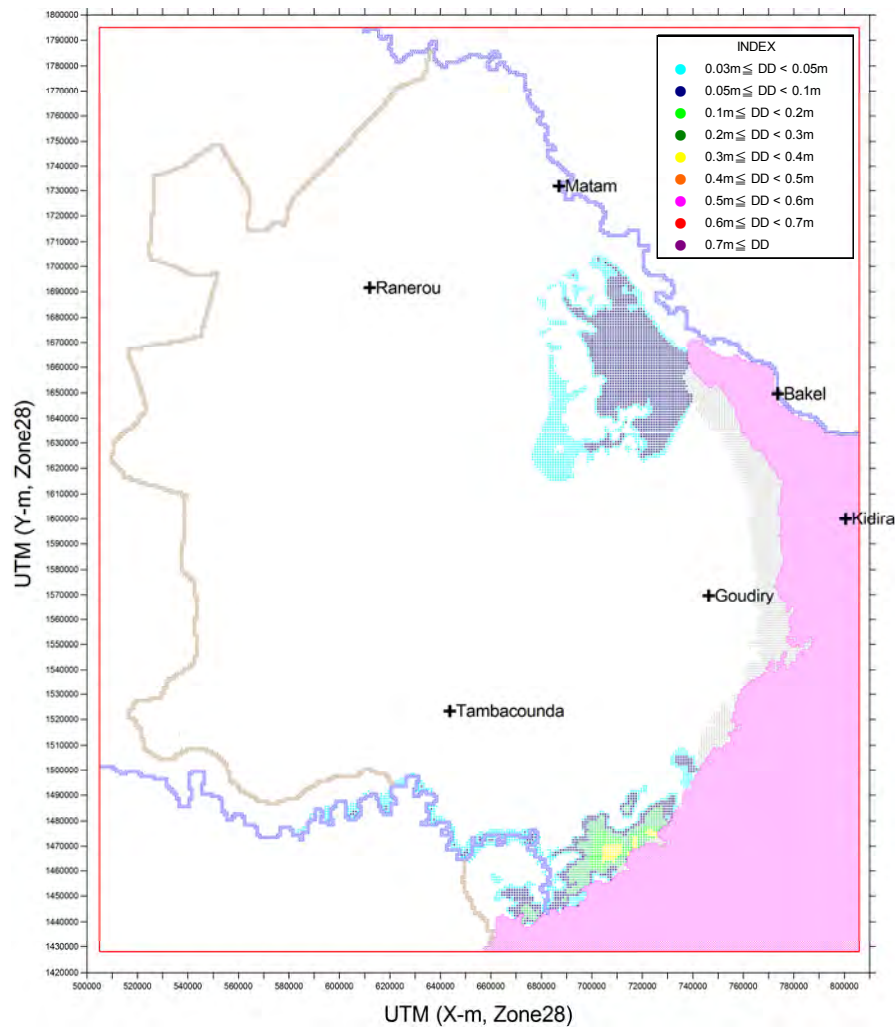 1800000
1790000
1780000
1770000
1760000
1750000
1740000
1730000
1720000
1710000
1700000
1690000
1680000
1670000
1660000
1650000
1640000
1630000
1620000
1610000
1600000
1590000
1580000
1570000
1560000
1550000
1540000
1530000
1520000
1510000
1500000
1490000
1480000
1470000
1460000
1450000
1440000
1430000
1420000
UTM (Y-m, Zone28)
INDEX
0.03m≦ DD < 0.05m
0.05m≦ DD < 0.1m
0.1m≦ DD < 0.2m
0.2m≦ DD < 0.3m
0.3m≦ DD < 0.4m
0.4m≦ DD < 0.5m
0.5m≦ DD < 0.6m
0.6m≦ DD < 0.7m
0.7m≦ DD
Matam
Ranerou
Bakel
Kidira
Goudiry
Tambacounda
500000 520000 540000 560000 580000 600000 620000 640000 660000 680000 700000 720000 740000 760000 780000 800000
UTM (X-m, Zone28)